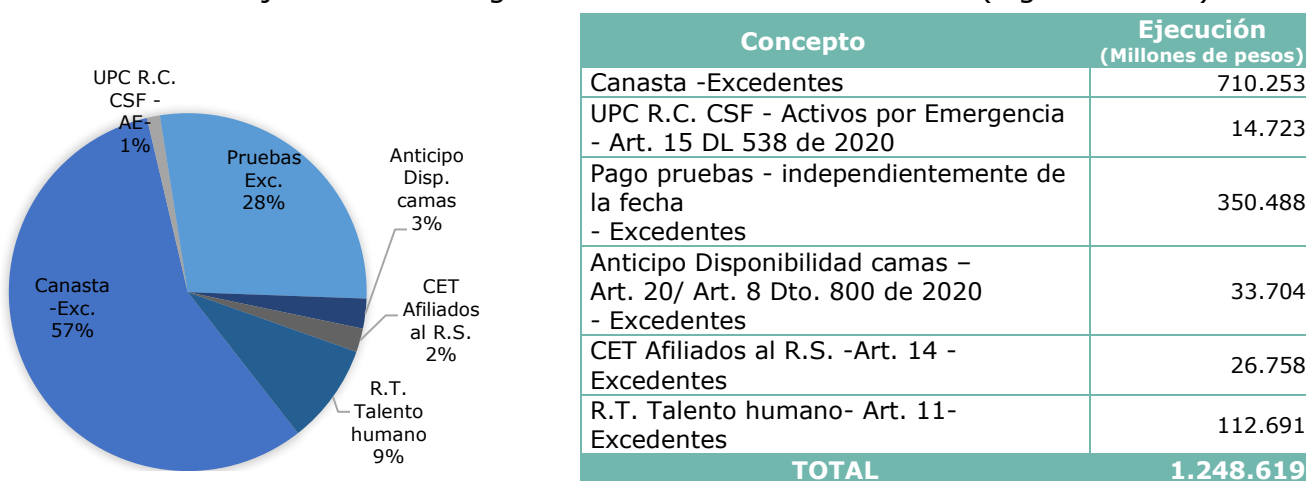 UPC R.C.
CSF -
AE-
1%
Pruebas
Exc.
28%
Anticipo
Disp.
camas
3%
CET
Afiliados
al R.S.
2%
R.T.
Talento
humano
9%
Canasta
-Exc.
57%
Concepto
Ejecución
(Millones de pesos)
Canasta -Excedentes
710.253
UPC R.C. CSF - Activos por Emergencia
- Art. 15 DL 538 de 2020
14.723
Pago pruebas - independientemente de
la fecha
- Excedentes
350.488
Anticipo Disponibilidad camas –
Art. 20/ Art. 8 Dto. 800 de 2020
- Excedentes
33.704
CET Afiliados al R.S. -Art. 14 -
Excedentes
26.758
R.T. Talento humano- Art. 11-
Excedentes
112.691
TOTAL
1.248.619